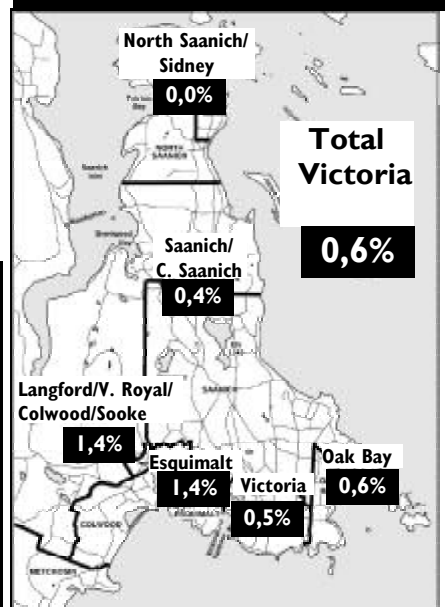 North Saanich/
Sidney
0,0%
Total
Victoria
0,6%
NORTH
SAANICH
Saanich/
C. Saanich
0,4%
SAANICH
Langford/V. Royal/
Colwood/Sooke
1,4%
Esquimalt
1,4%
Victoria
0,5%
Oak Bay
0,6%
COLWOOD
METCHOSIN